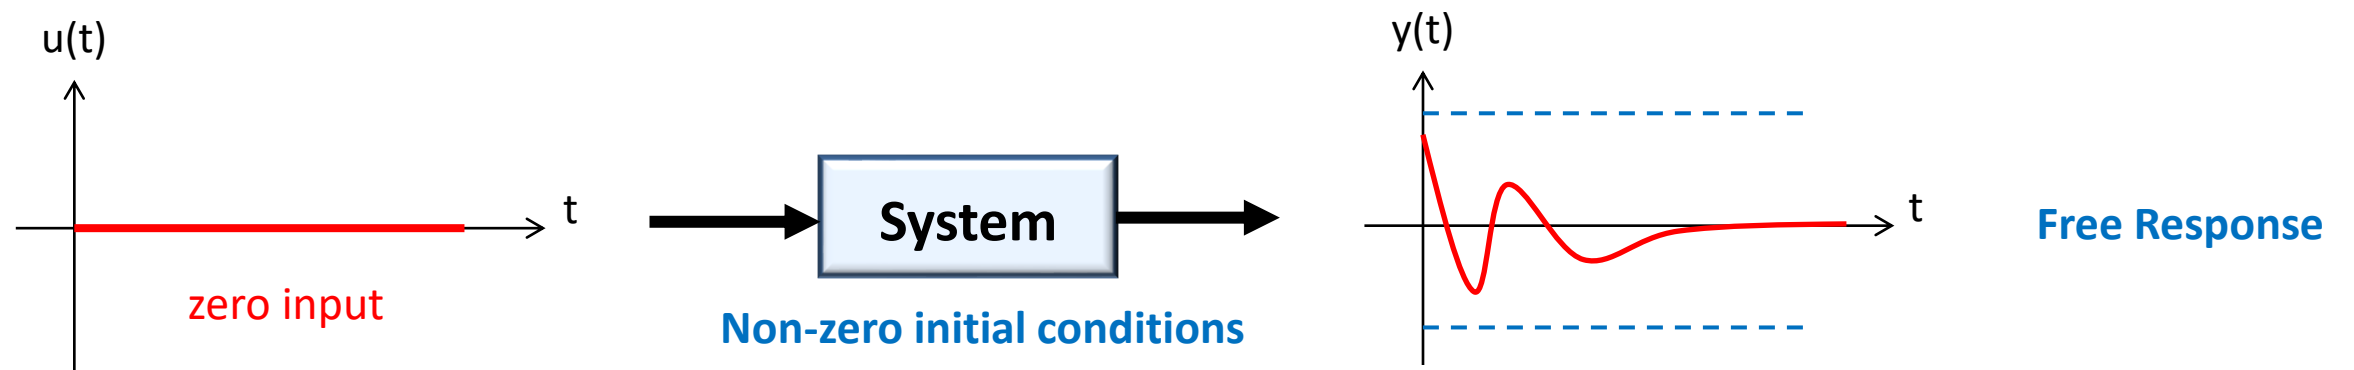 u(t)
t
zero input
System
Non-zero initial conditions
y(t)
t
Free Response